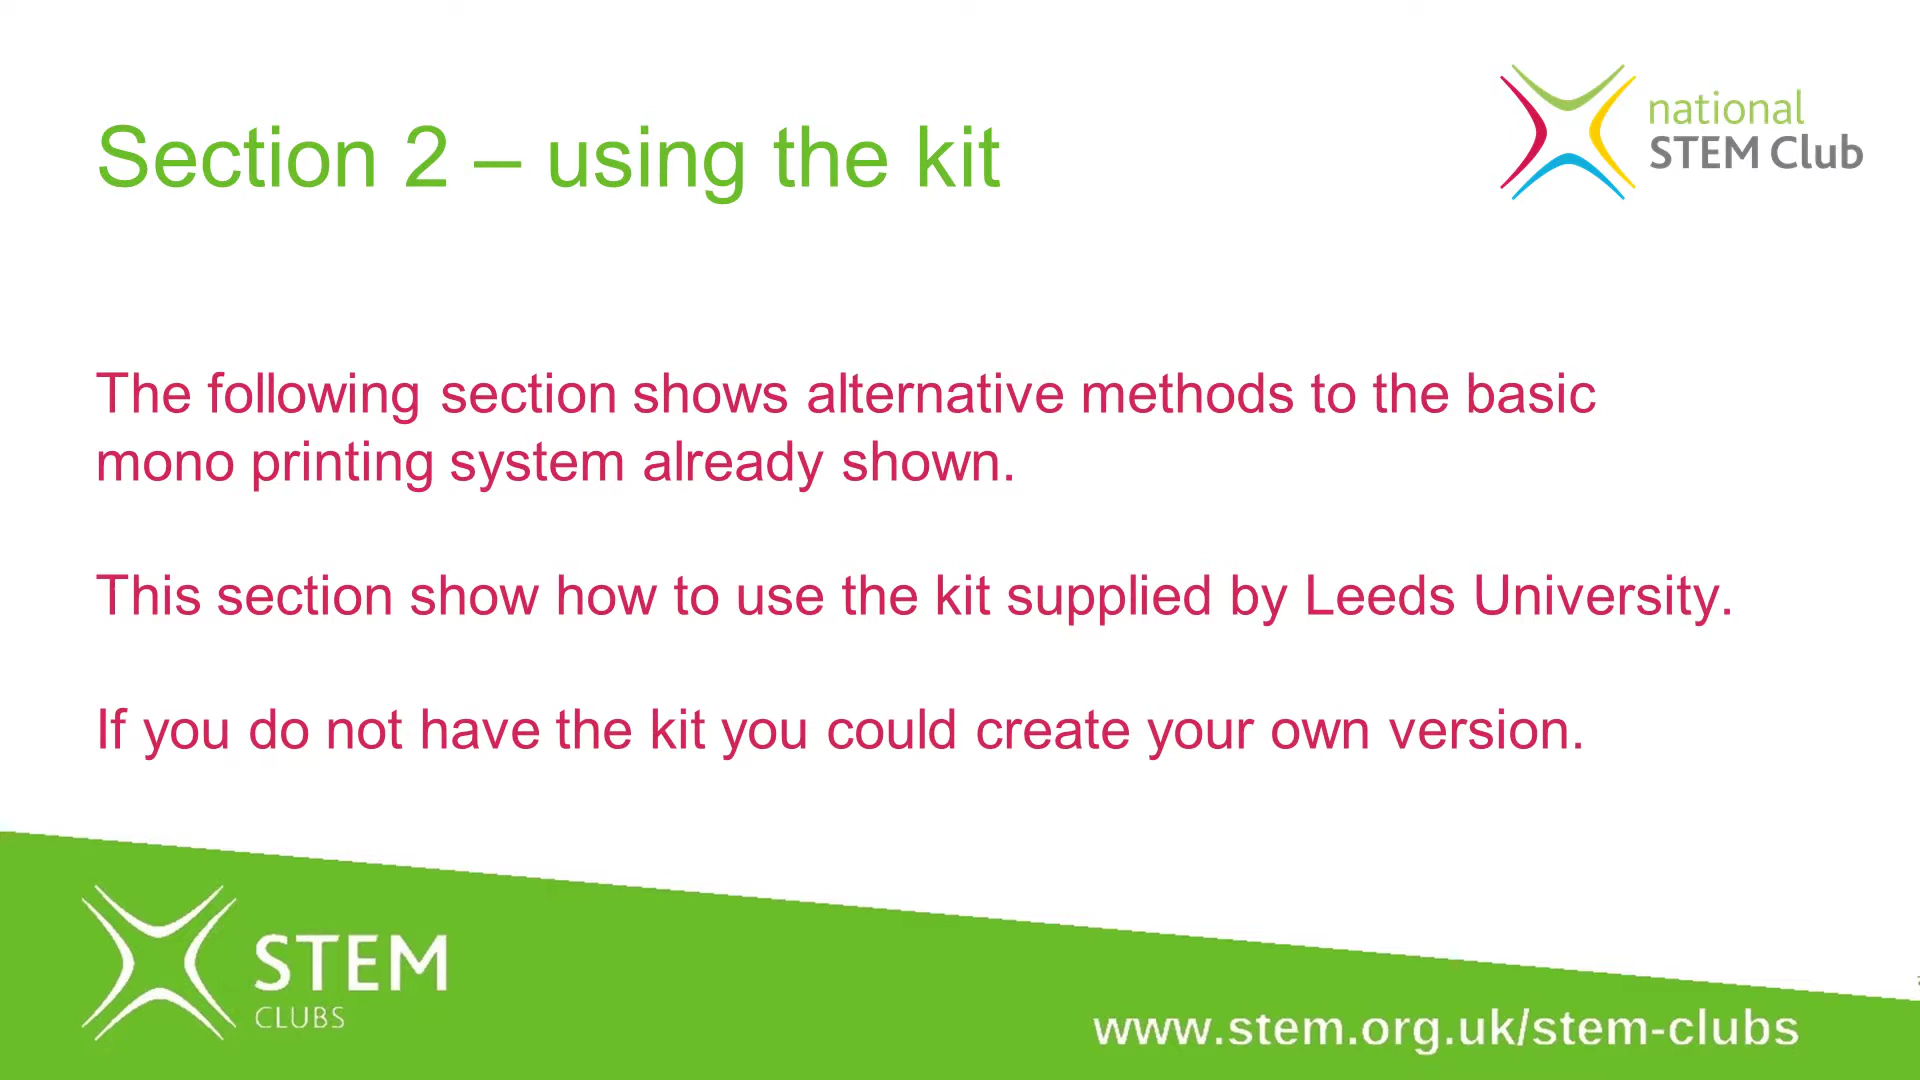 Section 2 – using the kit
national
STEM Club
The following section shows alternative methods to the basic
mono printing system already shown.
This section show how to use the kit supplied by Leeds University.
If you do not have the kit you could create your own version.
STEM
CLUBS
www.stem.org.uk/stem-clubs